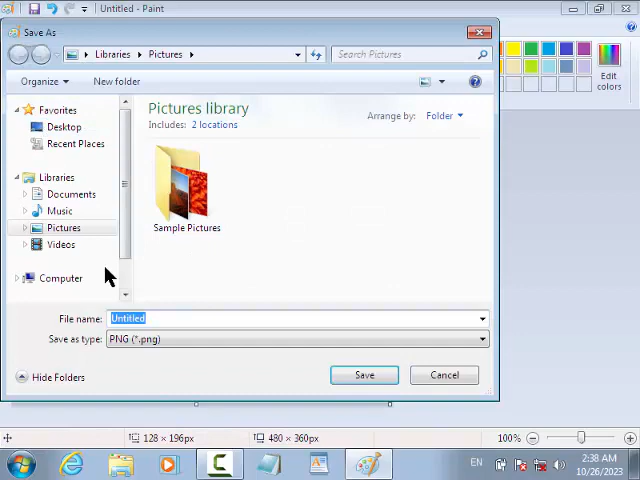 Untitled - Paint
Save As
Libraries
Pictures
Search Pictures
Organize
New folder
Favorites
Desktop
Recent Places
Libraries
Documents
Music
Pictures
Videos
Computer
Pictures library
Includes: 2 locations
Arrange by: Folder
Sample Pictures
File name: Untitled
Save as type: PNG (*.png)
Hide Folders
Save
Cancel
Edit
colors
128 × 196px
480 × 360px
100%
EN
2:38 AM
10/26/2023